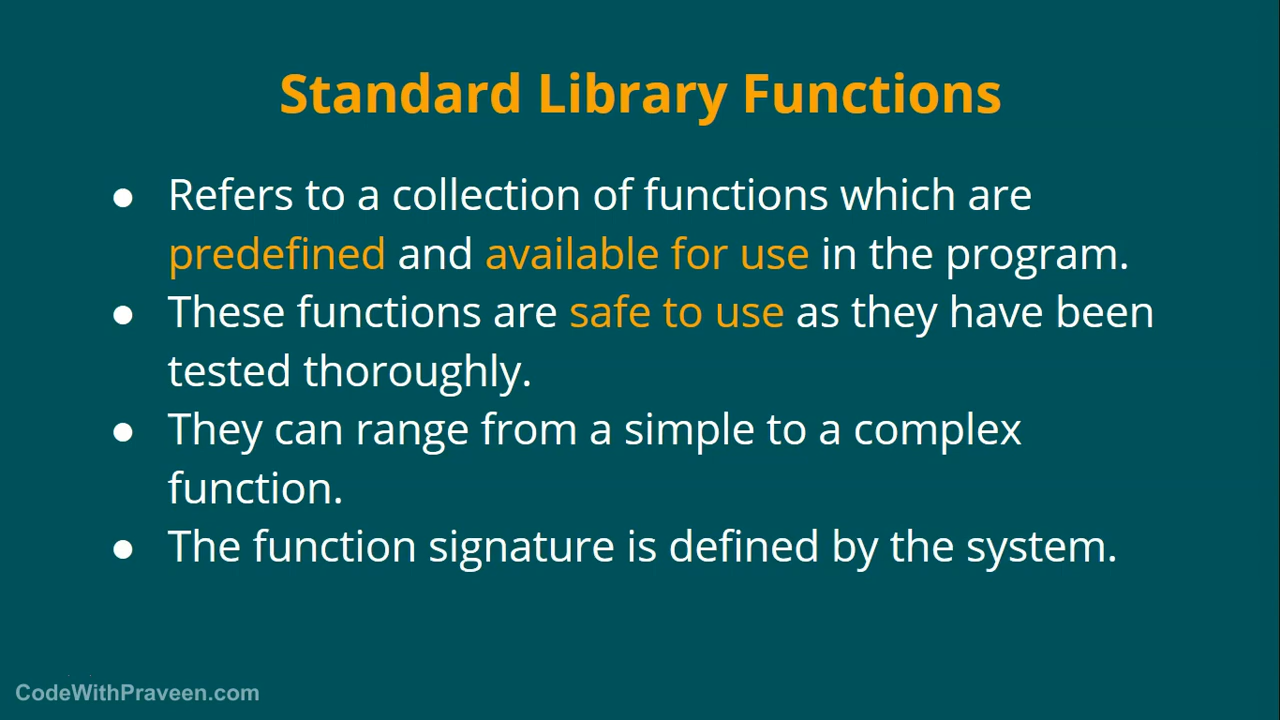 Standard Library Functions
● Refers to a collection of functions which are
predefined and available for use in the program.
● These functions are safe to use as they have been
tested thoroughly.
● They can range from a simple to a complex
function.
● The function signature is defined by the system.
CodeWithPraveen.com